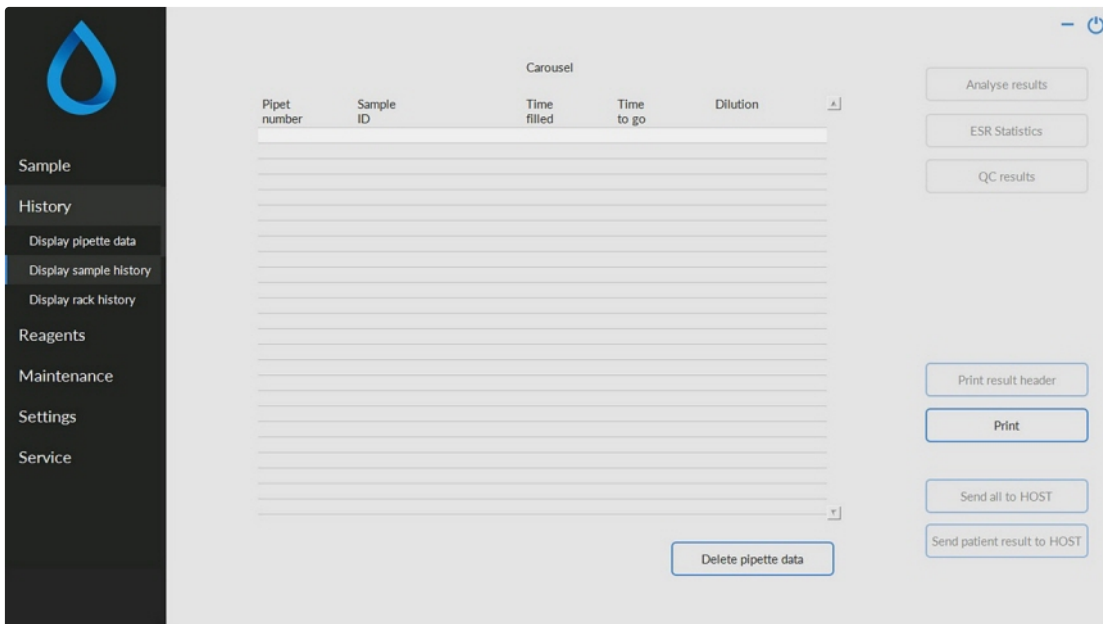 Sample
History
Display pipette data
Display sample history
Display rack history
Reagents
Maintenance
Settings
Service
Carousel
Pipet number
Sample ID
Time filled
Time to go
Dilution
Delete pipette data
Analyse results
ESR Statistics
QC results
Print result header
Print
Send all to HOST
Send patient result to HOST